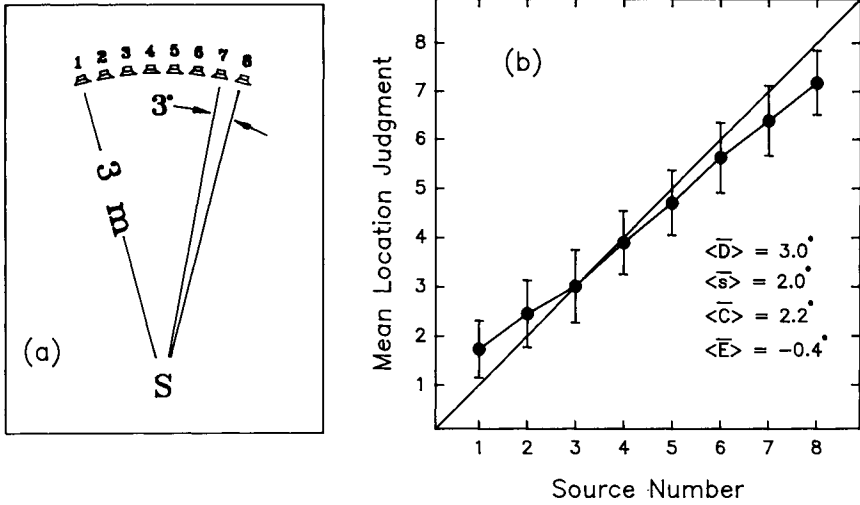 1 2 3 4 5 6 7 8
3°
3 m
S
(a)
(b)
Mean Location Judgment
8
7
6
5
4
3
2
1
<D̅> = 3.0°
<s̅> = 2.0°
<C̅> = 2.2°
<E̅> = -0.4°
1 2 3 4 5 6 7 8
Source Number